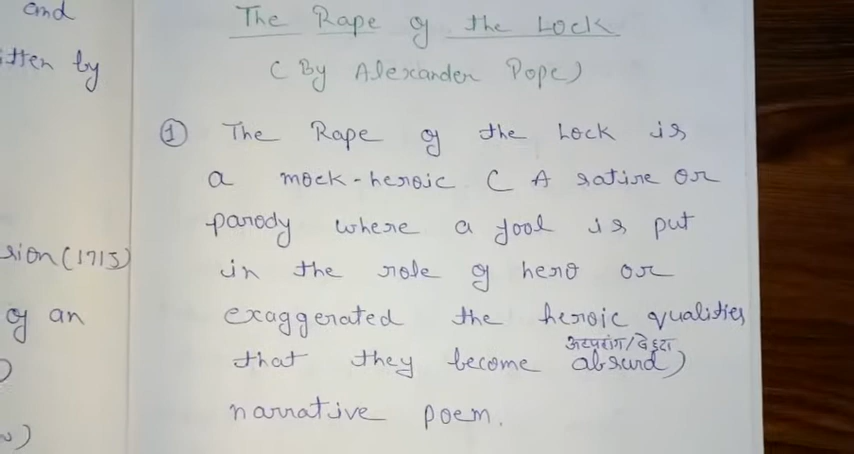 and
itten by
sion (1715)
of an
The Rape of the Lock
( By Alexander Pope)
① The Rape of the Lock is
a mock-heroic ( A satire or
parody where a fool is put
in the role of hero or
exaggerated the heroic qualities
that they become absurd)
narrative poem.